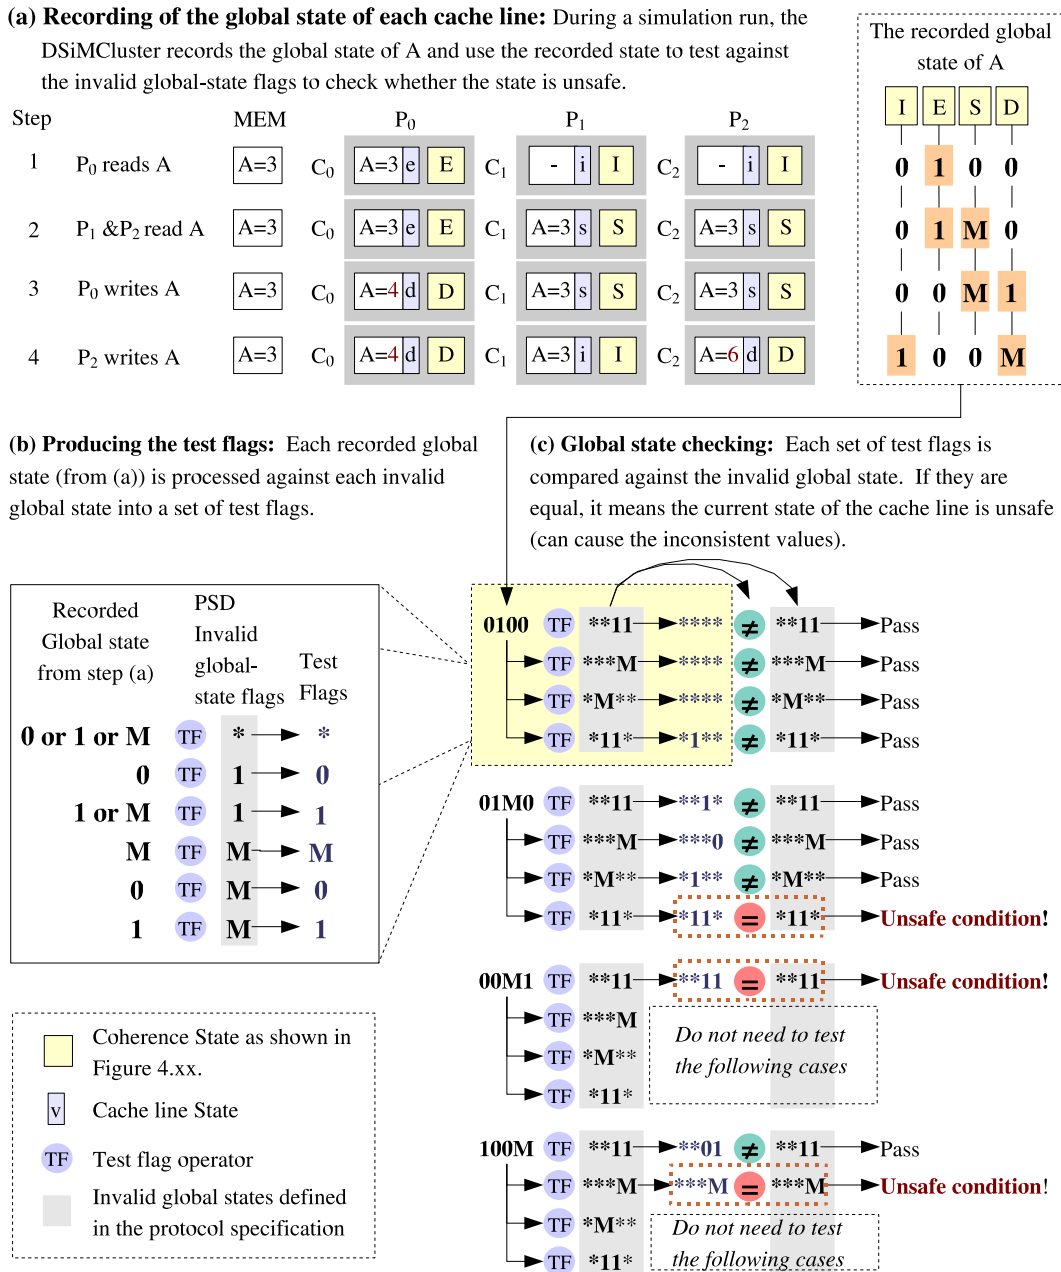 (a) Recording of the global state of each cache line: During a simulation run, the
DSiMCluster records the global state of A and use the recorded state to test against
the invalid global-state flags to check whether the state is unsafe.
The recorded global
state of A
I E S D
Step MEM P0 P1 P2
1 P0 reads A A=3 C0 A=3 e E C1 - i I C2 - i I
0 1 0 0
2 P1 &P2 read A A=3 C0 A=3 e E C1 A=3 s S C2 A=3 s S
0 1 M 0
3 P0 writes A A=3 C0 A=4 d D C1 A=3 s S C2 A=3 s S
0 0 M 1
4 P2 writes A A=3 C0 A=4 d D C1 A=3 i I C2 A=6 d D
1 0 0 M
(b) Producing the test flags: Each recorded global
state (from (a)) is processed against each invalid
global state into a set of test flags.
(c) Global state checking: Each set of test flags is
compared against the invalid global state. If they are
equal, it means the current state of the cache line is unsafe
(can cause the inconsistent values).
Recorded
Global state
from step (a)
PSD
Invalid
global-
state flags
Test
Flags
0 or 1 or M TF * *
0 TF 1 0
1 or M TF 1 1
M TF M M
0 TF M 0
1 TF M 1
0100 TF **11 **** ≠ **11 Pass
TF ***M **** ≠ ***M Pass
TF *M** **** ≠ *M** Pass
TF *11* *1** ≠ *11* Pass
01M0 TF **11 **1* ≠ **11 Pass
TF ***M ***0 ≠ ***M Pass
TF *M** *1** ≠ *M** Pass
TF *11* *11* = *11* Unsafe condition!
00M1 TF **11 **11 = **11 Unsafe condition!
TF ***M
TF *M**
TF *11*
Do not need to test
the following cases
100M TF **11 **01 ≠ **11 Pass
TF ***M ***M = ***M Unsafe condition!
TF *M**
TF *11*
Do not need to test
the following cases
Coherence State as shown in
Figure 4.xx.
v Cache line State
TF Test flag operator
Invalid global states defined
in the protocol specification